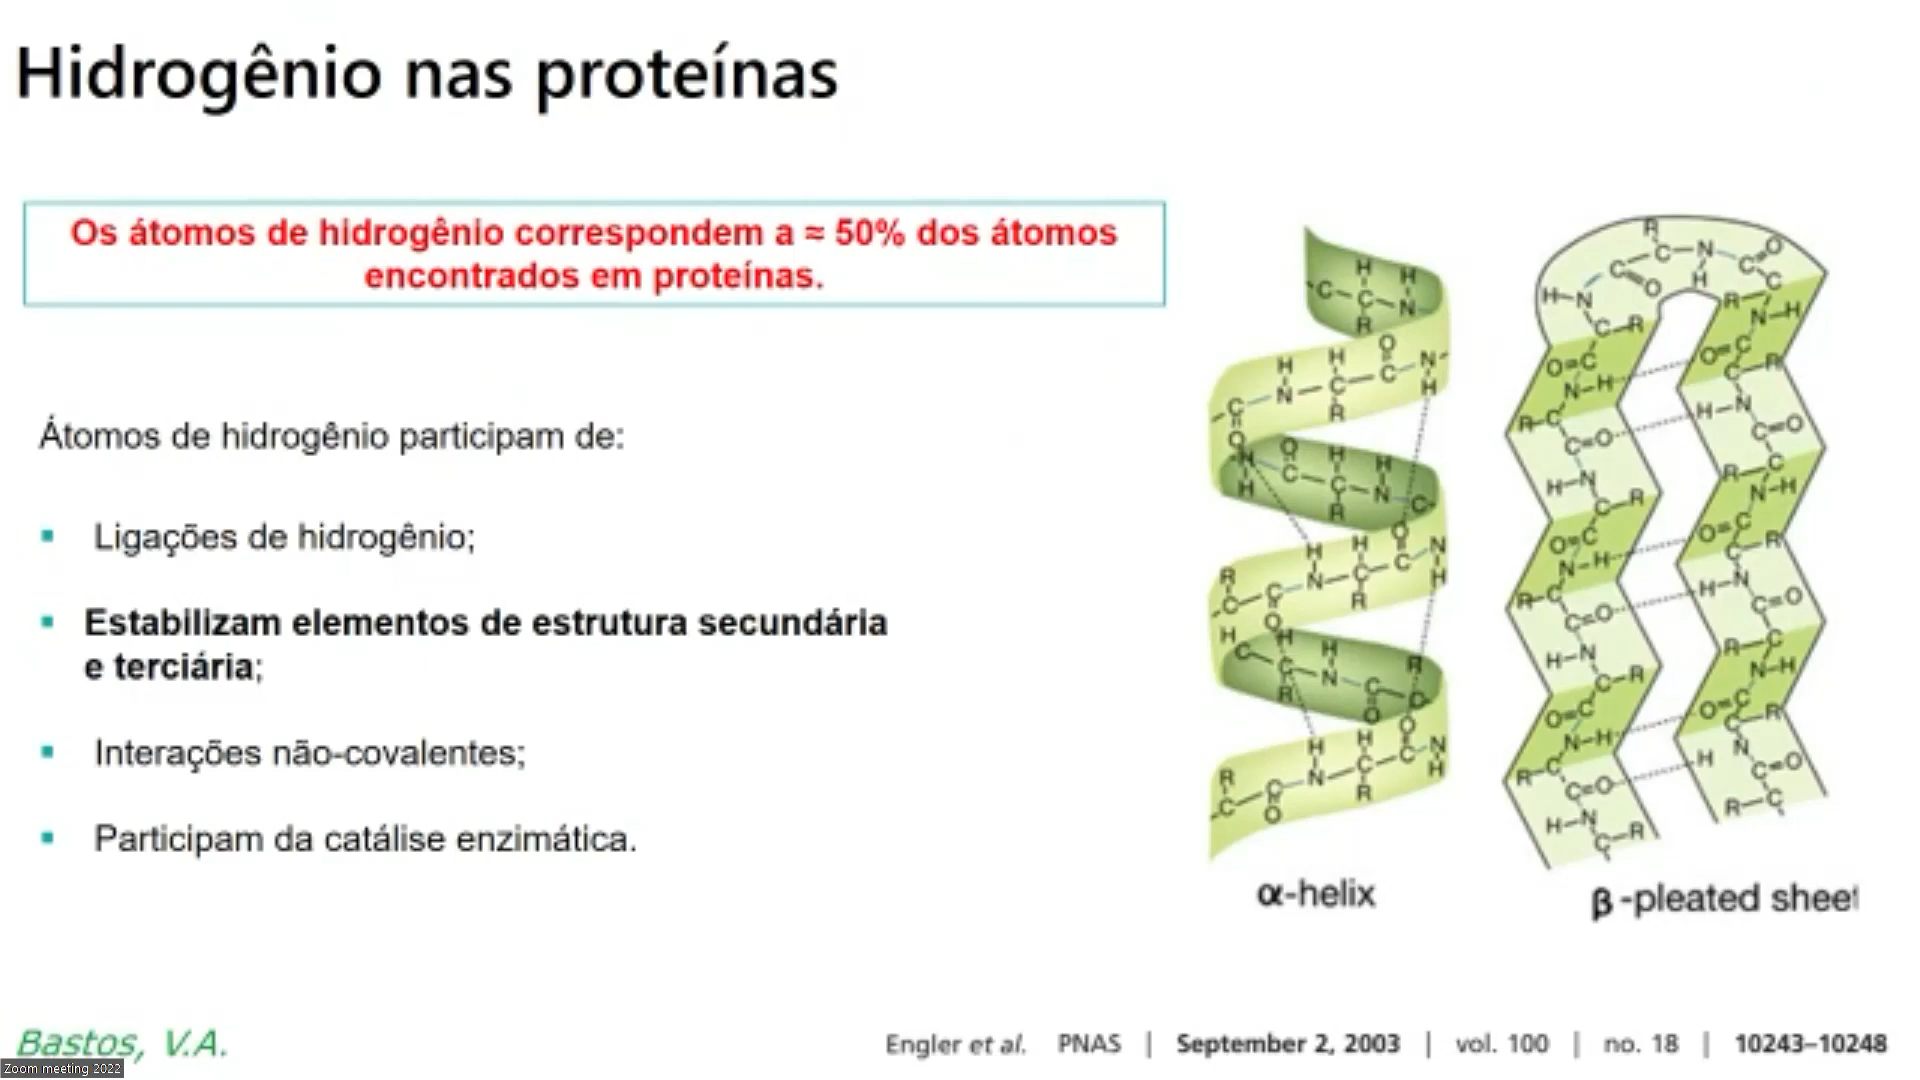 Hidrogênio nas proteínas
Os átomos de hidrogênio correspondem a ≈ 50% dos átomos
encontrados em proteínas.
Átomos de hidrogênio participam de:
▪ Ligações de hidrogênio;
▪ Estabilizam elementos de estrutura secundária
e terciária;
▪ Interações não-covalentes;
▪ Participam da catálise enzimática.
α-helix
β-pleated sheet
Bastos, V.A.
Engler et al. PNAS | September 2, 2003 | vol. 100 | no. 18 | 10243–10248
Zoom meeting 2022